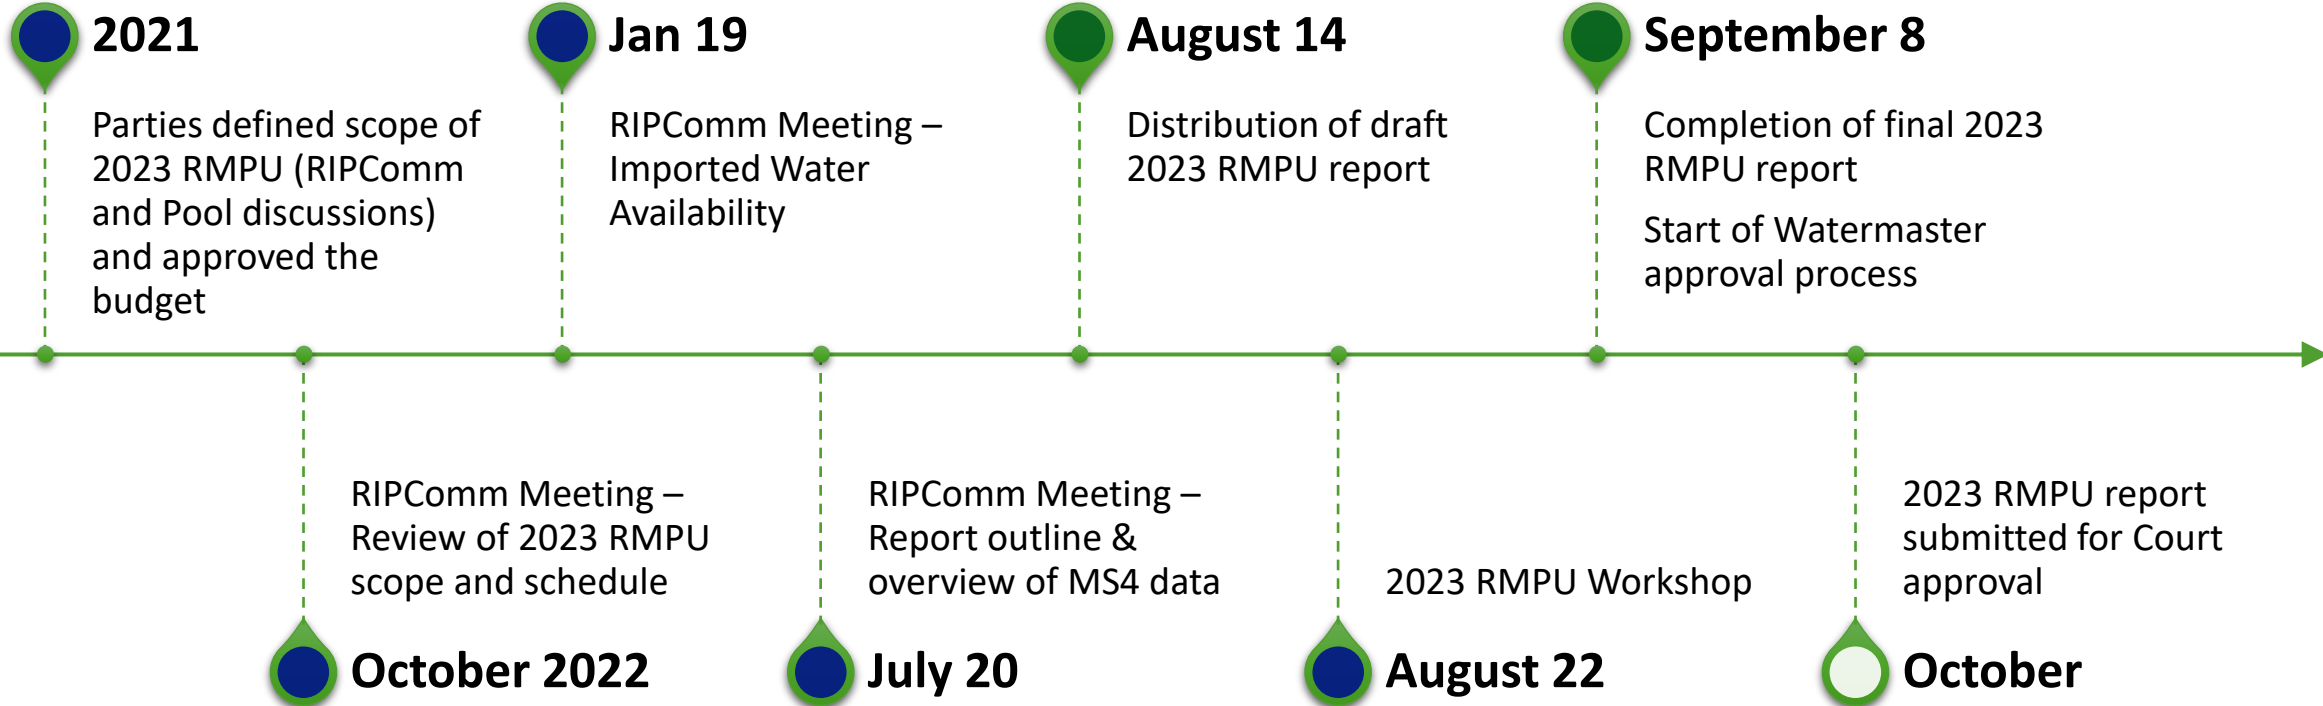 2021
Parties defined scope of
2023 RMPU (RIPComm
and Pool discussions)
and approved the
budget
RIPComm Meeting –
Review of 2023 RMPU
scope and schedule
October 2022
Jan 19
RIPComm Meeting –
Imported Water
Availability
RIPComm Meeting –
Report outline &
overview of MS4 data
July 20
August 14
Distribution of draft
2023 RMPU report
2023 RMPU Workshop
August 22
September 8
Completion of final 2023
RMPU report
Start of Watermaster
approval process
2023 RMPU report
submitted for Court
approval
October